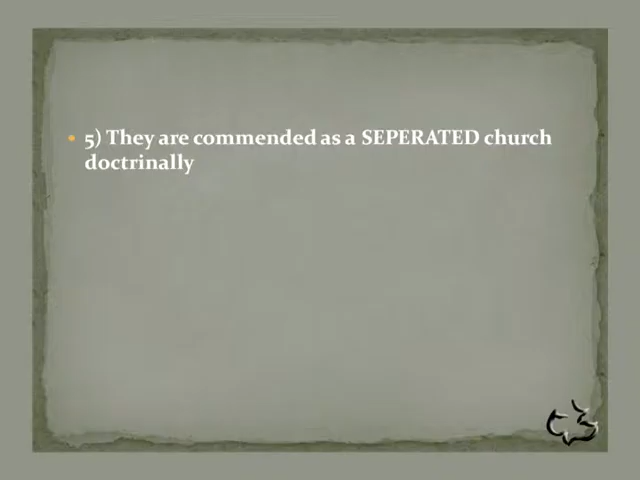 5) They are commended as a SEPERATED church
doctrinally